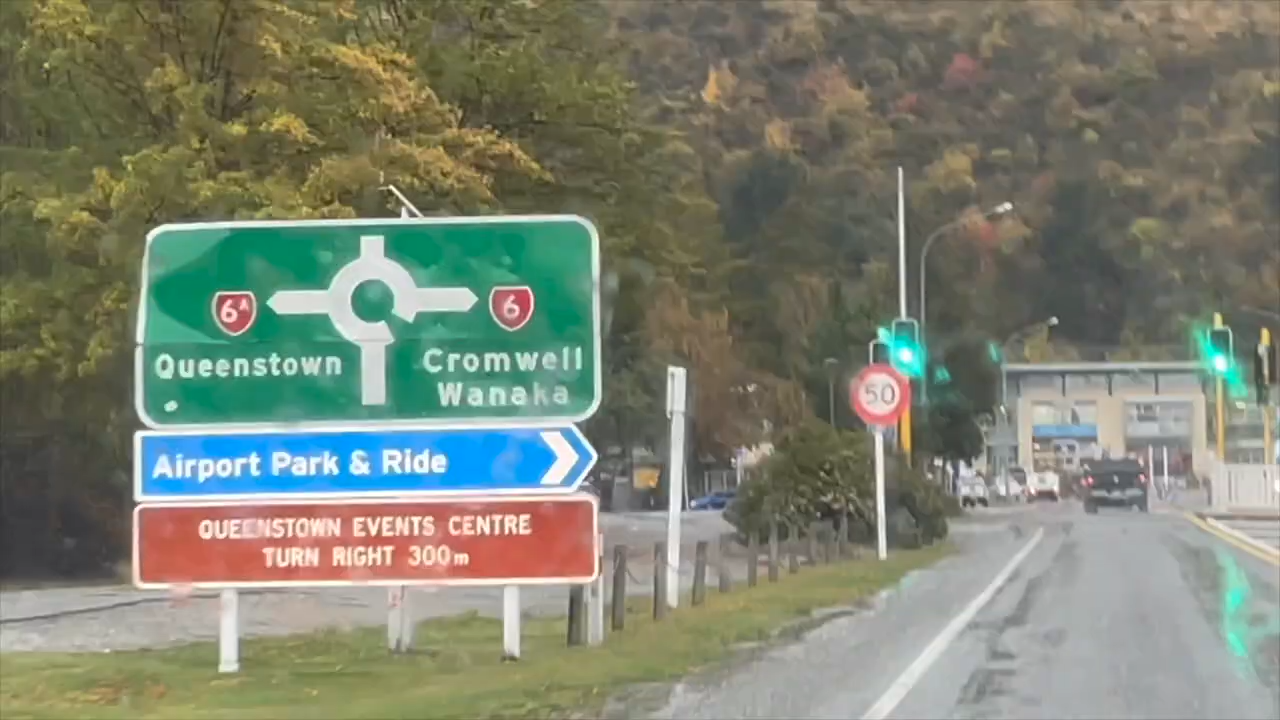 6A
6
Queenstown
Cromwell
Wanaka
Airport Park & Ride
QUEENSTOWN EVENTS CENTRE
TURN RIGHT 300m
50